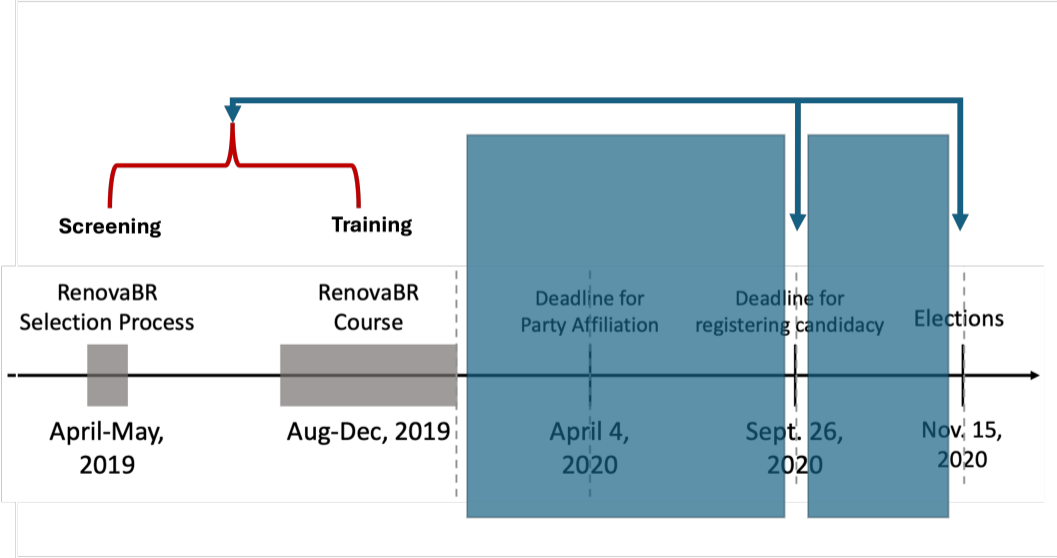 Screening
Training
RenovaBR
Selection Process
RenovaBR
Course
Deadline for
Party Affiliation
Deadline for
registering candidacy
Elections
April-May,
2019
Aug-Dec, 2019
April 4,
2020
Sept. 26,
2020
Nov. 15,
2020